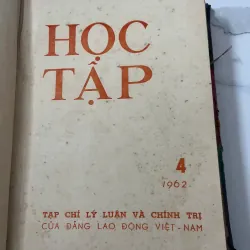 HỌC
TẬP
4
1962
TẠP CHÍ LÝ LUẬN VÀ CHÍNH TRỊ
CỦA ĐẢNG LAO ĐỘNG VIỆT-NAM